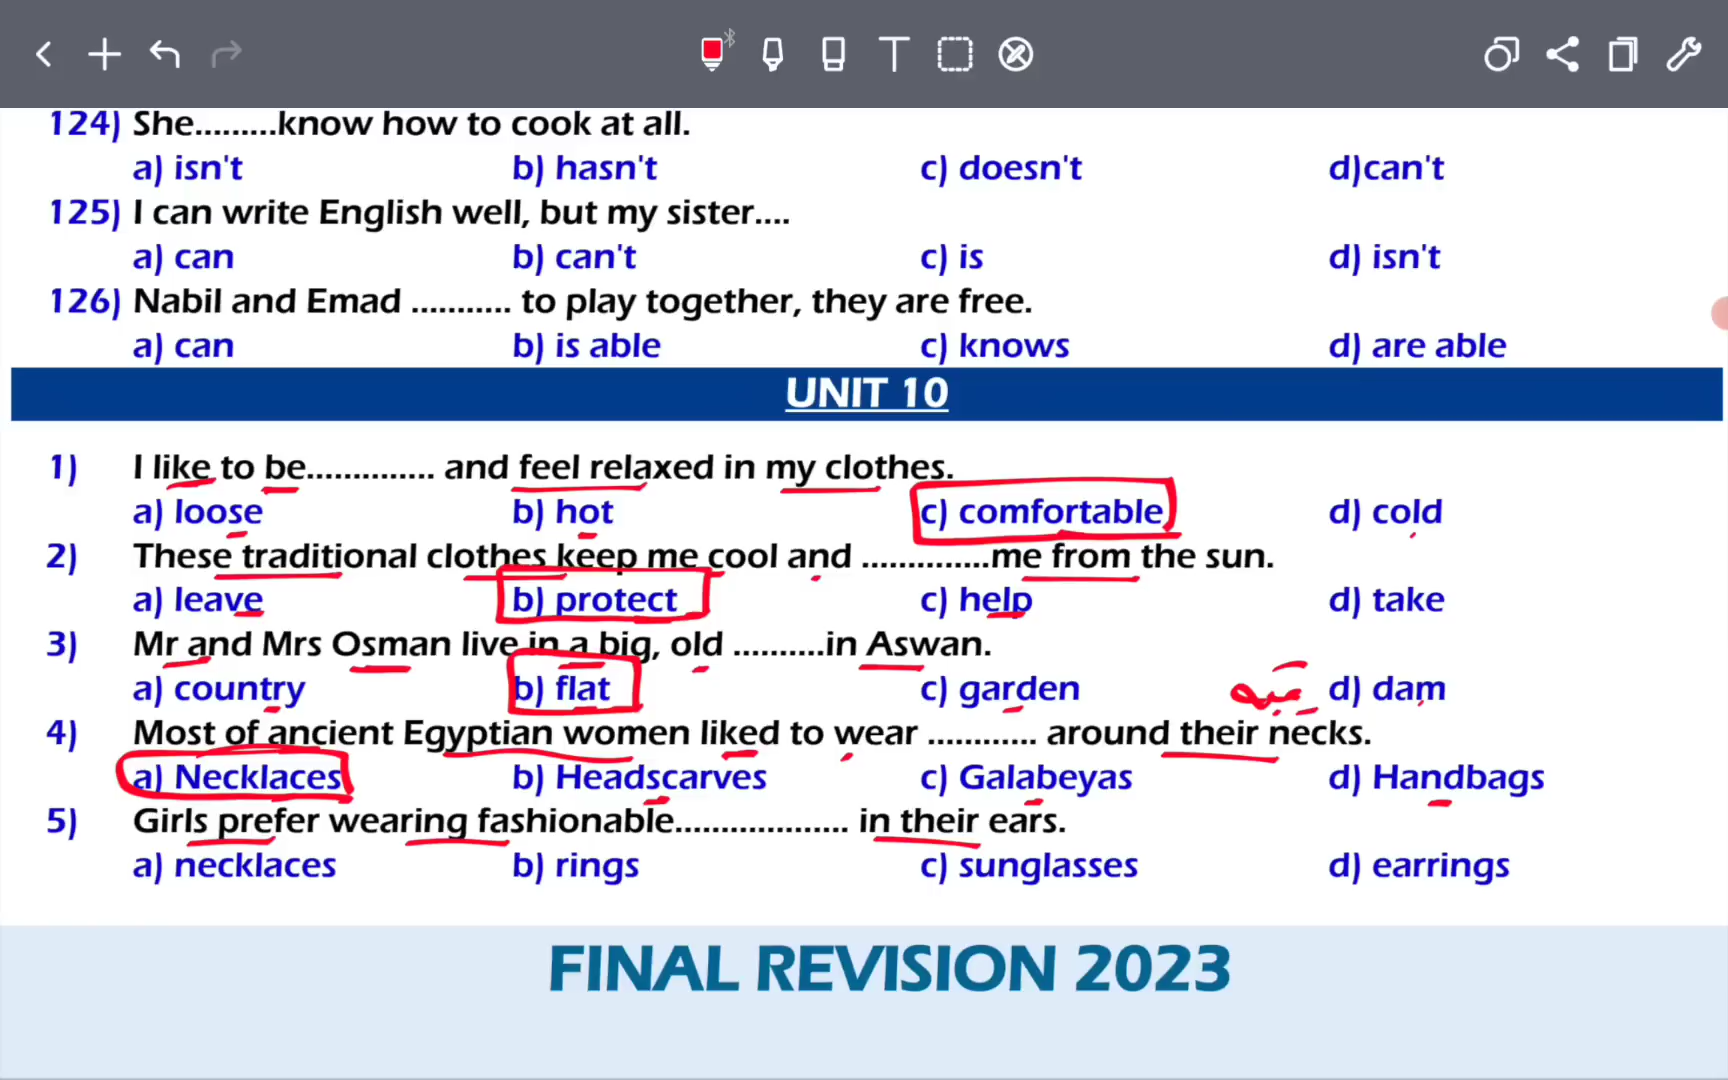 124) She.........know how to cook at all.
a) isn't b) hasn't c) doesn't d)can't
125) I can write English well, but my sister....
a) can b) can't c) is d) isn't
126) Nabil and Emad ........... to play together, they are free.
a) can b) is able c) knows d) are able
UNIT 10
1) I like to be.............. and feel relaxed in my clothes.
a) loose b) hot c) comfortable d) cold
2) These traditional clothes keep me cool and ..............me from the sun.
a) leave b) protect c) help d) take
3) Mr and Mrs Osman live in a big, old ..........in Aswan.
a) country b) flat c) garden d) dam
4) Most of ancient Egyptian women liked to wear ............ around their necks.
a) Necklaces b) Headscarves c) Galabeyas d) Handbags
5) Girls prefer wearing fashionable................... in their ears.
a) necklaces b) rings c) sunglasses d) earrings
FINAL REVISION 2023